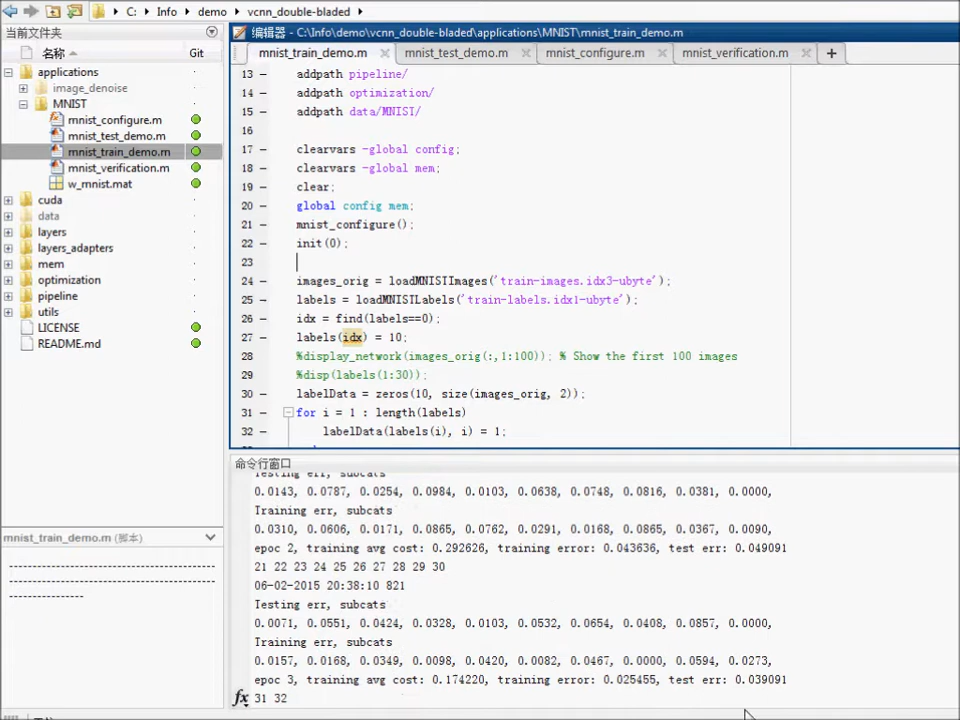 C: Info demo vcnn_double-bladed
当前文件夹
名称 Git
applications
image_denoise
MNIST
mnist_configure.m
mnist_test_demo.m
mnist_train_demo.m
mnist_verification.m
w_mnist.mat
cuda
data
layers
layers_adapters
mem
optimization
pipeline
utils
LICENSE
README.md
mnist_train_demo.m (脚本)
编辑器 - C:\Info\demo\vcnn_double-bladed\applications\MNIST\mnist_train_demo.m
mnist_train_demo.m mnist_test_demo.m mnist_configure.m mnist_verification.m
13 - addpath pipeline/
14 - addpath optimization/
15 - addpath data/MNIST/
16
17 - clearvars -global config;
18 - clearvars -global mem;
19 - clear;
20 - global config mem;
21 - mnist_configure();
22 - init(0);
23
24 - images_orig = loadMNISTImages('train-images.idx3-ubyte');
25 - labels = loadMNISTLabels('train-labels.idx1-ubyte');
26 - idx = find(labels==0);
27 - labels(idx) = 10;
28 %display_network(images_orig(:,1:100)); % Show the first 100 images
29 %disp(labels(1:30));
30 - labelData = zeros(10, size(images_orig, 2));
31 - for i = 1 : length(labels)
32 - labelData(labels(i), i) = 1;
命令行窗口
Testing err, subcats
0.0143, 0.0787, 0.0254, 0.0984, 0.0103, 0.0638, 0.0748, 0.0816, 0.0381, 0.0000,
Training err, subcats
0.0310, 0.0606, 0.0171, 0.0865, 0.0762, 0.0291, 0.0168, 0.0865, 0.0367, 0.0090,
epoc 2, training avg cost: 0.292626, training error: 0.043636, test err: 0.049091
21 22 23 24 25 26 27 28 29 30
06-02-2015 20:38:10 821
Testing err, subcats
0.0071, 0.0551, 0.0424, 0.0328, 0.0103, 0.0532, 0.0654, 0.0408, 0.0857, 0.0000,
Training err, subcats
0.0157, 0.0168, 0.0349, 0.0098, 0.0420, 0.0082, 0.0467, 0.0000, 0.0594, 0.0273,
epoc 3, training avg cost: 0.174220, training error: 0.025455, test err: 0.039091
fx 31 32